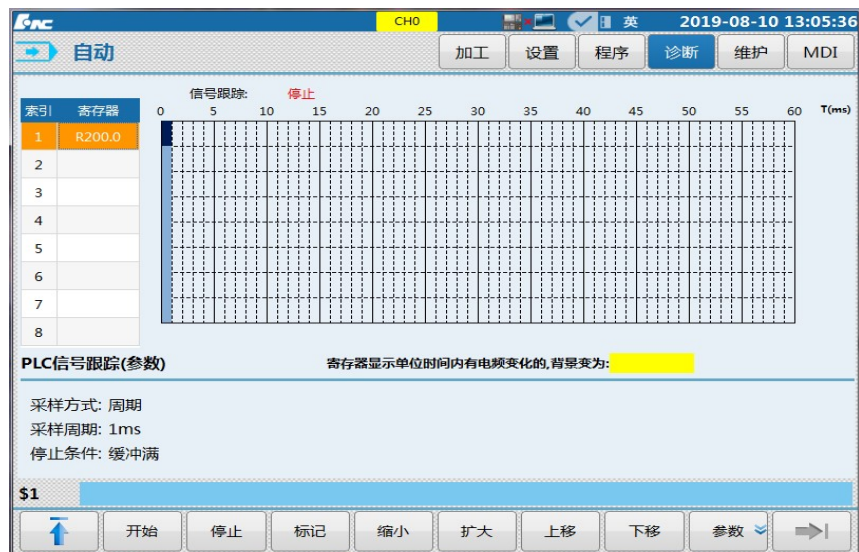 HNC CH0 英 2019-08-10 13:05:36
自动 加工 设置 程序 诊断 维护 MDI
信号跟踪: 停止
索引 寄存器 0 5 10 15 20 25 30 35 40 45 50 55 60 T(ms)
1 R200.0
2
3
4
5
6
7
8
PLC信号跟踪(参数) 寄存器显示单位时间内有电频变化的,背景变为:
采样方式: 周期
采样周期: 1ms
停止条件: 缓冲满
$1
开始 停止 标记 缩小 扩大 上移 下移 参数